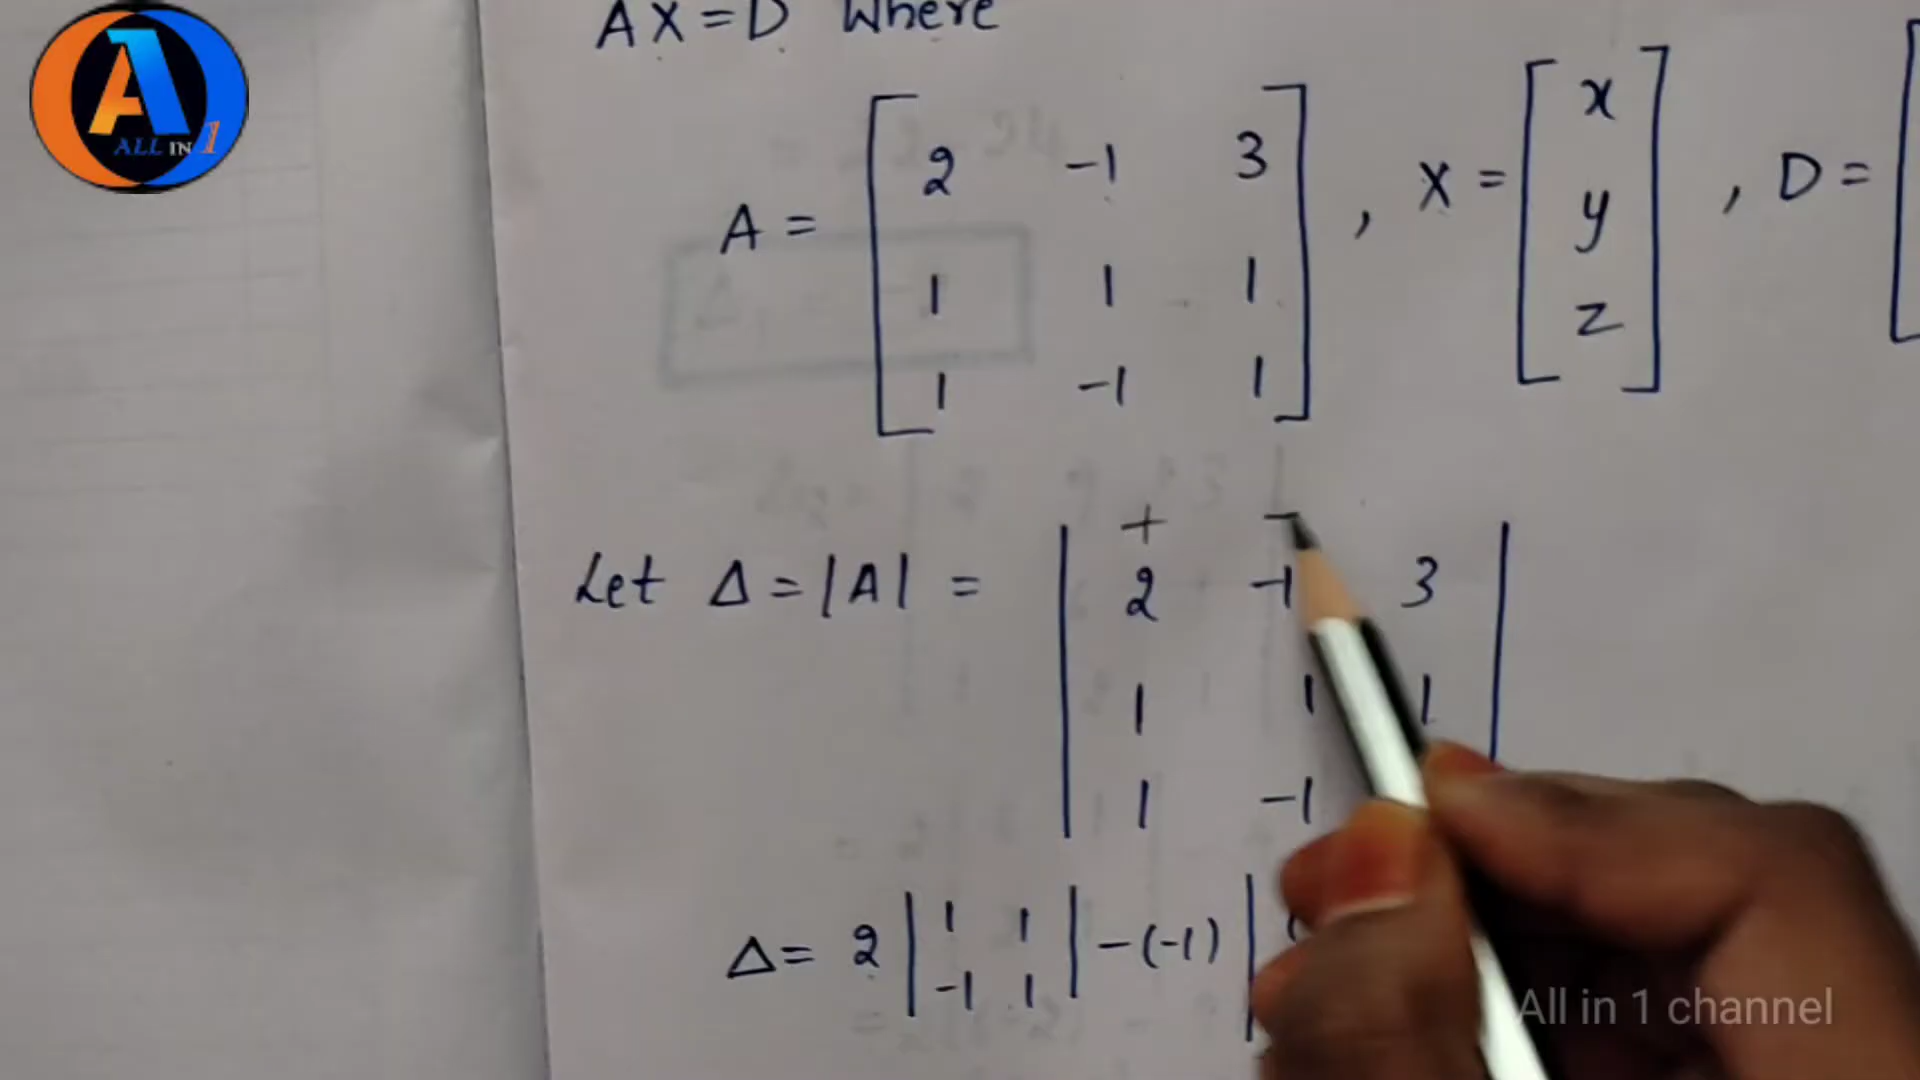 ALL IN 1
AX = D Where
A = [ 2 -1 3
1 1 1
1 -1 1 ] , X = [ x
y
z ] , D = [
+ -
Let Δ = |A| = | 2 -1 3 |
1 1 1
1 -1
Δ = 2 | 1 1
-1 1 | - (-1) |
All in 1 channel